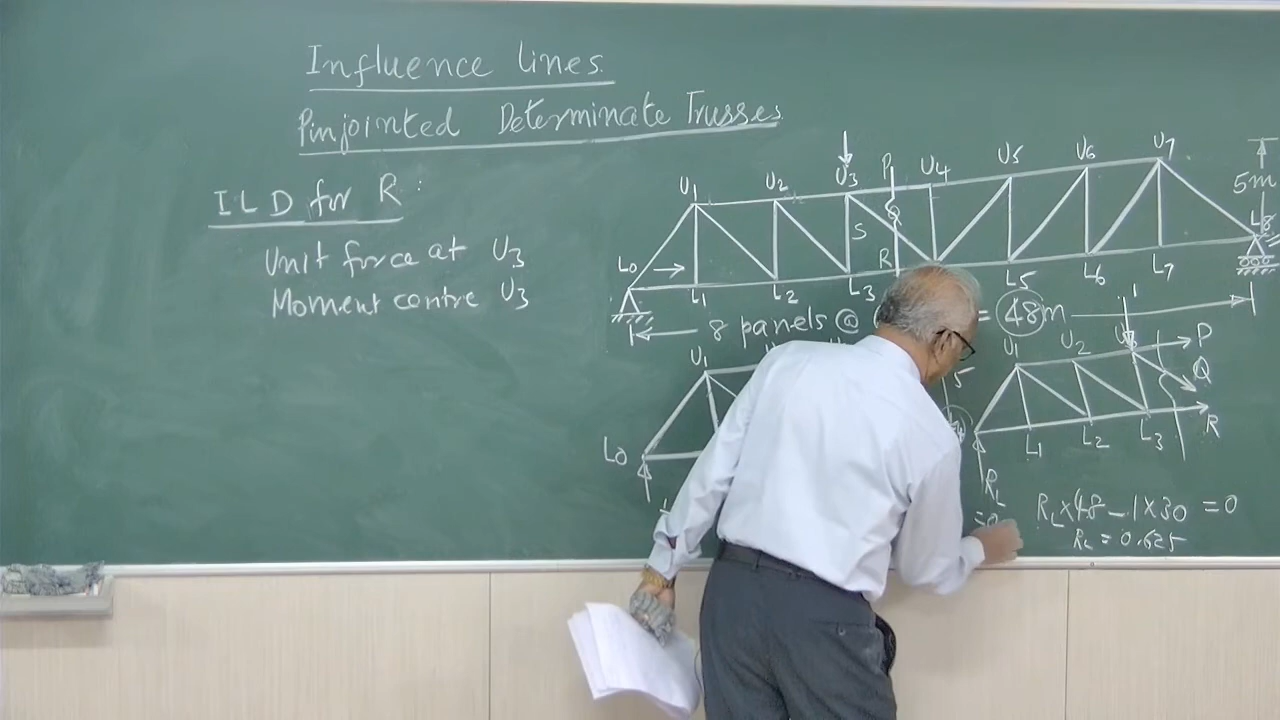 Influence lines
Pinjointed Determinate Trusses
ILD for R :
Unit force at U3
Moment centre U3
U1 U2 U3 P U4 U5 U6 U7
5m
Q
S
R
L0 L8
L1 L2 L3 L5 L6 L7
8 panels @ = 48m
1
U1 U2 P
Q
R
L1 L2 L3
U1
L0
RL
=0
RL×48 - 1×30 = 0
RL = 0.625